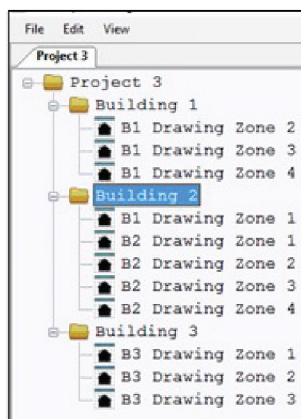 File Edit View
Project 3
Project 3
Building 1
B1 Drawing Zone 2
B1 Drawing Zone 3
B1 Drawing Zone 4
Building 2
B1 Drawing Zone 1
B2 Drawing Zone 1
B2 Drawing Zone 2
B2 Drawing Zone 3
B2 Drawing Zone 4
Building 3
B3 Drawing Zone 1
B3 Drawing Zone 2
B3 Drawing Zone 3